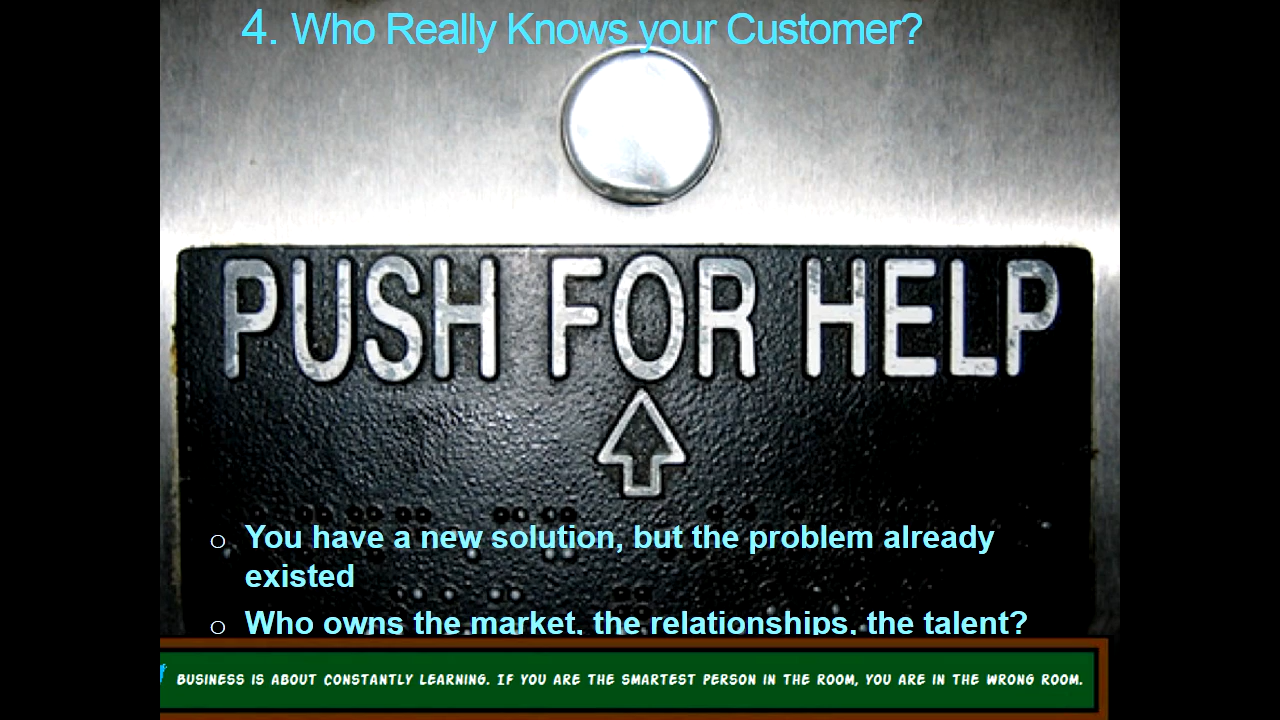 4. Who Really Knows your Customer?
PUSH FOR HELP
o You have a new solution, but the problem already
existed
o Who owns the market, the relationships, the talent?
BUSINESS IS ABOUT CONSTANTLY LEARNING. IF YOU ARE THE SMARTEST PERSON IN THE ROOM, YOU ARE IN THE WRONG ROOM.